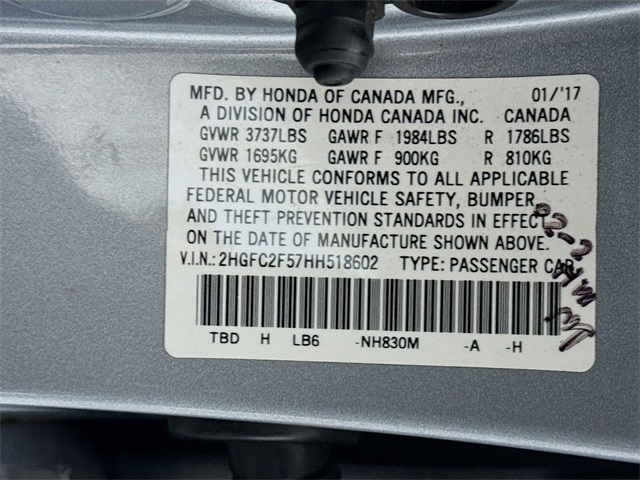 MFD. BY HONDA OF CANADA MFG., 01/'17
A DIVISION OF HONDA CANADA INC. CANADA
GVWR 3737LBS GAWR F 1984LBS R 1786LBS
GVWR 1695KG GAWR F 900KG R 810KG
THIS VEHICLE CONFORMS TO ALL APPLICABLE
FEDERAL MOTOR VEHICLE SAFETY, BUMPER,
AND THEFT PREVENTION STANDARDS IN EFFECT
ON THE DATE OF MANUFACTURE SHOWN ABOVE.
V.I.N.: 2HGFC2F57HH518602 TYPE: PASSENGER CAR
TBD H LB6 -NH830M -A -H